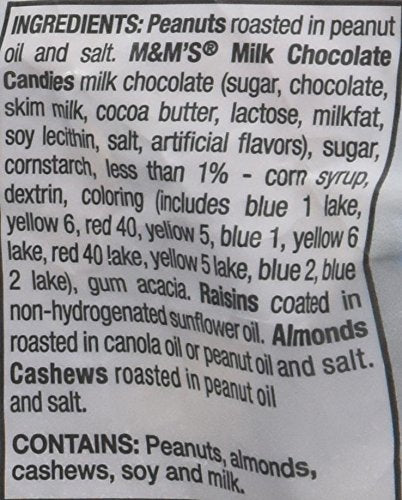 INGREDIENTS: Peanuts roasted in peanut
oil and salt. M&M'S® Milk Chocolate
Candies milk chocolate (sugar, chocolate,
skim milk, cocoa butter, lactose, milkfat,
soy lecithin, salt, artificial flavors), sugar,
cornstarch, less than 1% - corn syrup,
dextrin, coloring (includes blue 1 lake,
yellow 6, red 40, yellow 5, blue 1, yellow 6
lake, red 40 lake, yellow 5 lake, blue 2, blue
2 lake), gum acacia. Raisins coated in
non-hydrogenated sunflower oil. Almonds
roasted in canola oil or peanut oil and salt.
Cashews roasted in peanut oil
and salt.
CONTAINS: Peanuts, almonds,
cashews, soy and milk.